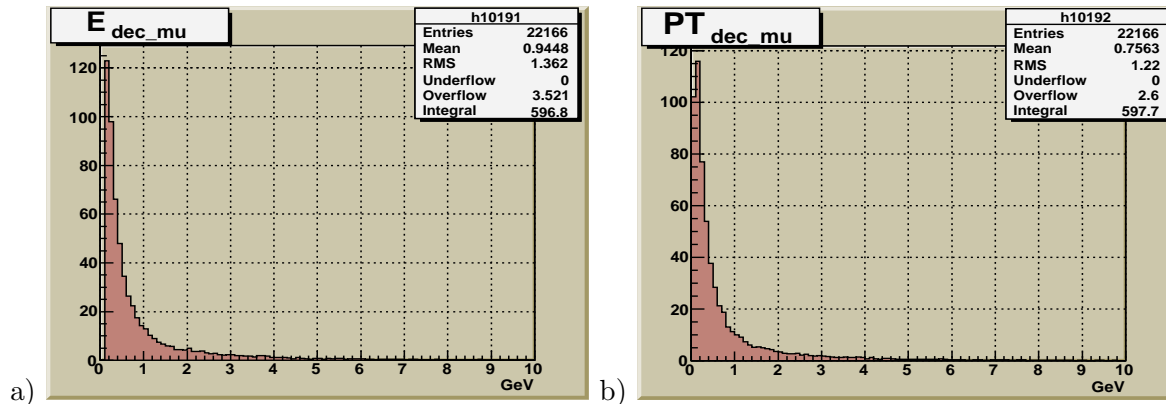 E dec_mu
h10191
Entries 22166
Mean 0.9448
RMS 1.362
Underflow 0
Overflow 3.521
Integral 596.8
120
100
80
60
40
20
0
0 1 2 3 4 5 6 7 8 9 10
GeV
a)
PT dec_mu
h10192
Entries 22166
Mean 0.7563
RMS 1.22
Underflow 0
Overflow 2.6
Integral 597.7
120
100
80
60
40
20
0
0 1 2 3 4 5 6 7 8 9 10
GeV
b)